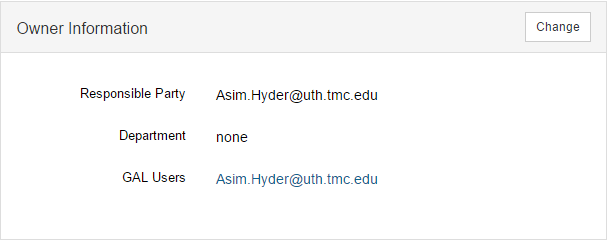 Owner Information
Change
Responsible Party Asim.Hyder@uth.tmc.edu
Department none
GAL Users Asim.Hyder@uth.tmc.edu